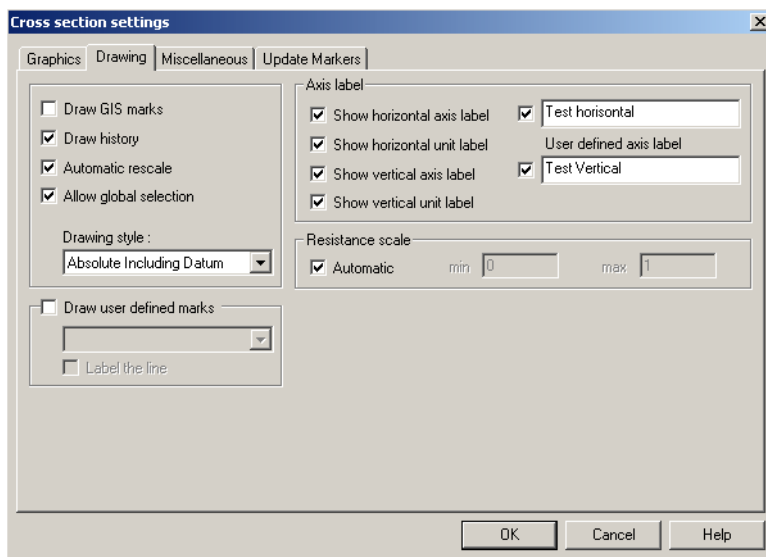 Cross section settings
Graphics Drawing Miscellaneous Update Markers
Draw GIS marks
Draw history
Automatic rescale
Allow global selection
Drawing style :
Absolute Including Datum
Draw user defined marks
Label the line
Axis label
Show horizontal axis label Test horisontal
Show horizontal unit label User defined axis label
Show vertical axis label Test Vertical
Show vertical unit label
Resistance scale
Automatic min 0 max 1
OK Cancel Help